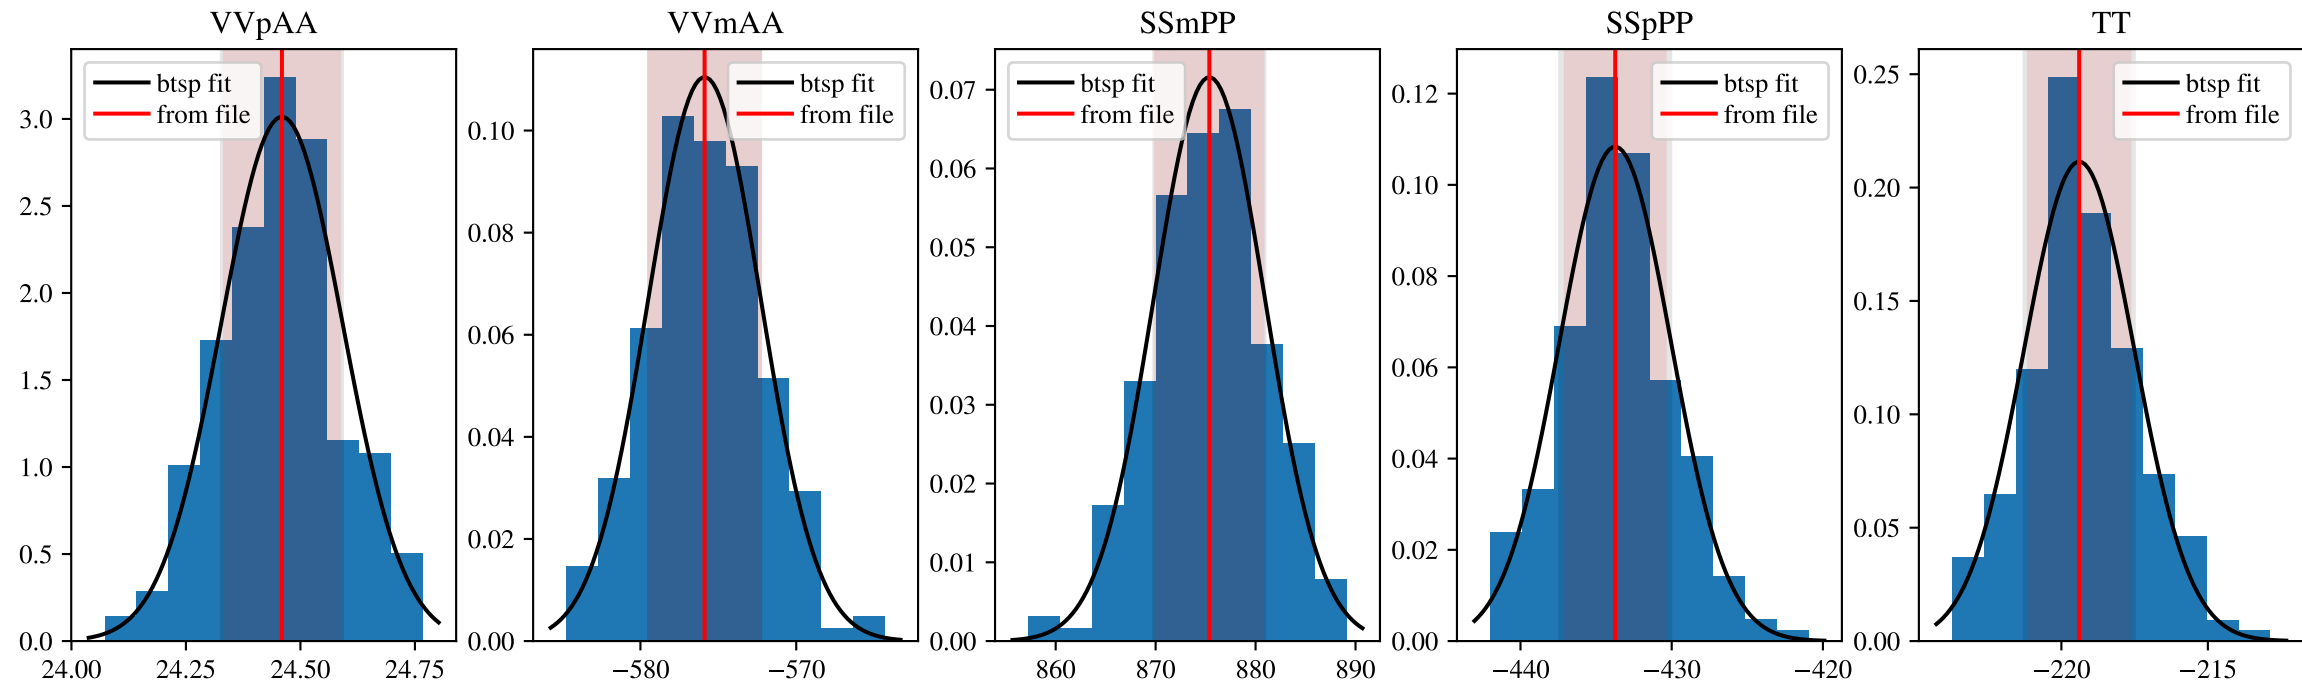 VVpAA
btsp fit
from file
3.0
2.5
2.0
1.5
1.0
0.5
0.0
24.00 24.25 24.50 24.75
VVmAA
btsp fit
from file
0.10
0.08
0.06
0.04
0.02
0.00
−580 −570
SSmPP
btsp fit
from file
0.07
0.06
0.05
0.04
0.03
0.02
0.01
0.00
860 870 880 890
SSpPP
btsp fit
from file
0.12
0.10
0.08
0.06
0.04
0.02
0.00
−440 −430 −420
TT
btsp fit
from file
0.25
0.20
0.15
0.10
0.05
0.00
−220 −215